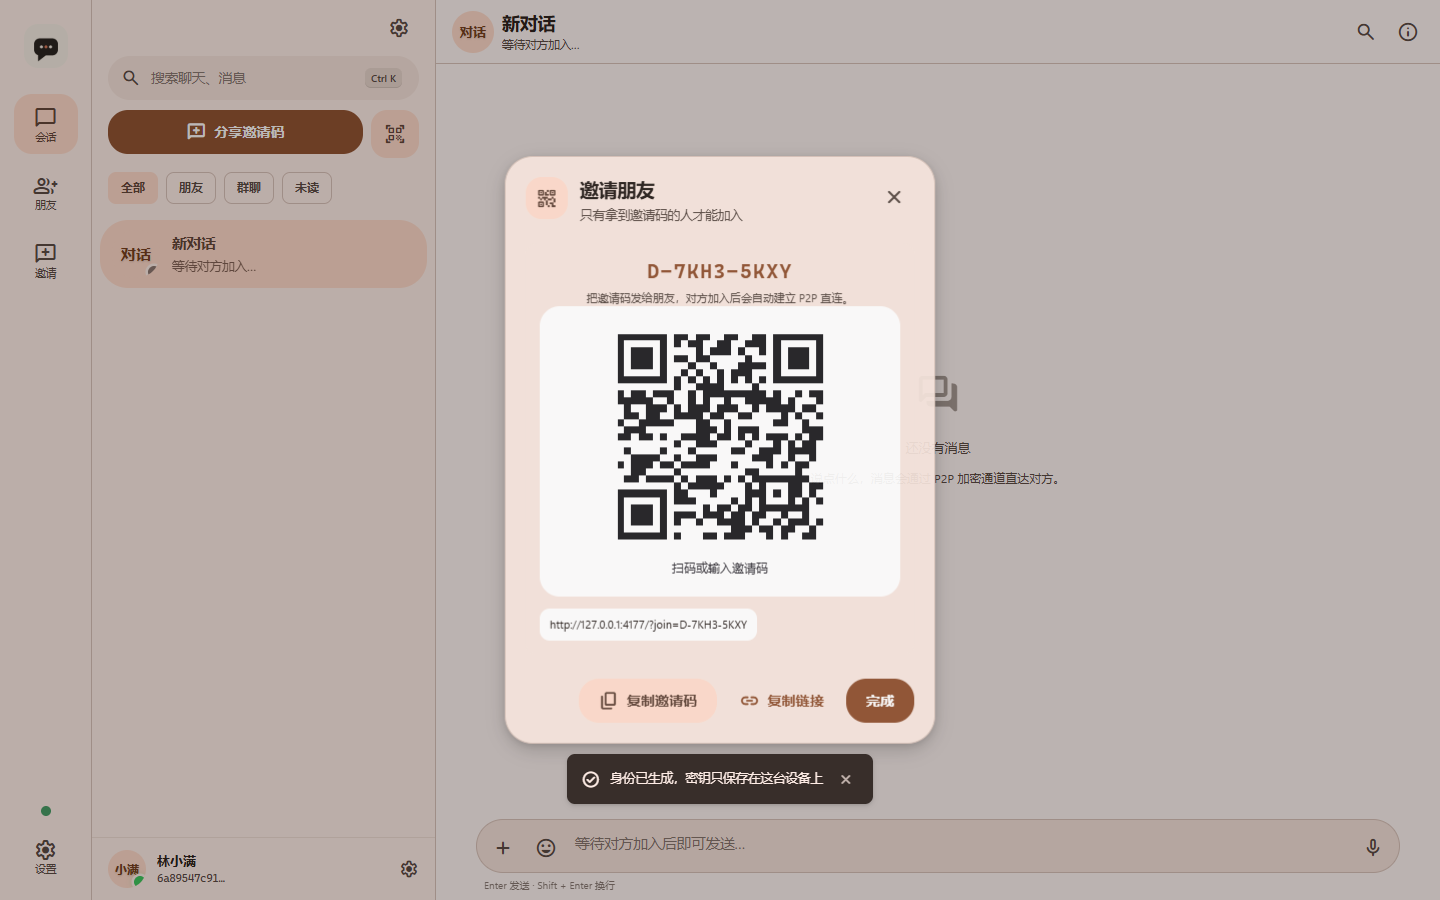 会话
朋友
邀请
设置
搜索聊天、消息
Ctrl K
分享邀请码
全部
朋友
群聊
未读
对话
新对话
等待对方加入...
小满
林小满
6a89547c91...
对话
新对话
等待对方加入...
邀请朋友
只有拿到邀请码的人才能加入
D-7KH3-5KXY
把邀请码发给朋友，对方加入后会自动建立 P2P 直连。
扫码或输入邀请码
http://127.0.0.1:4177/?join=D-7KH3-5KXY
复制邀请码
复制链接
完成
还没有消息
P2P 加密通道直达对方。
身份已生成，密钥只保存在这台设备上
等待对方加入后即可发送...
Enter 发送 · Shift + Enter 换行